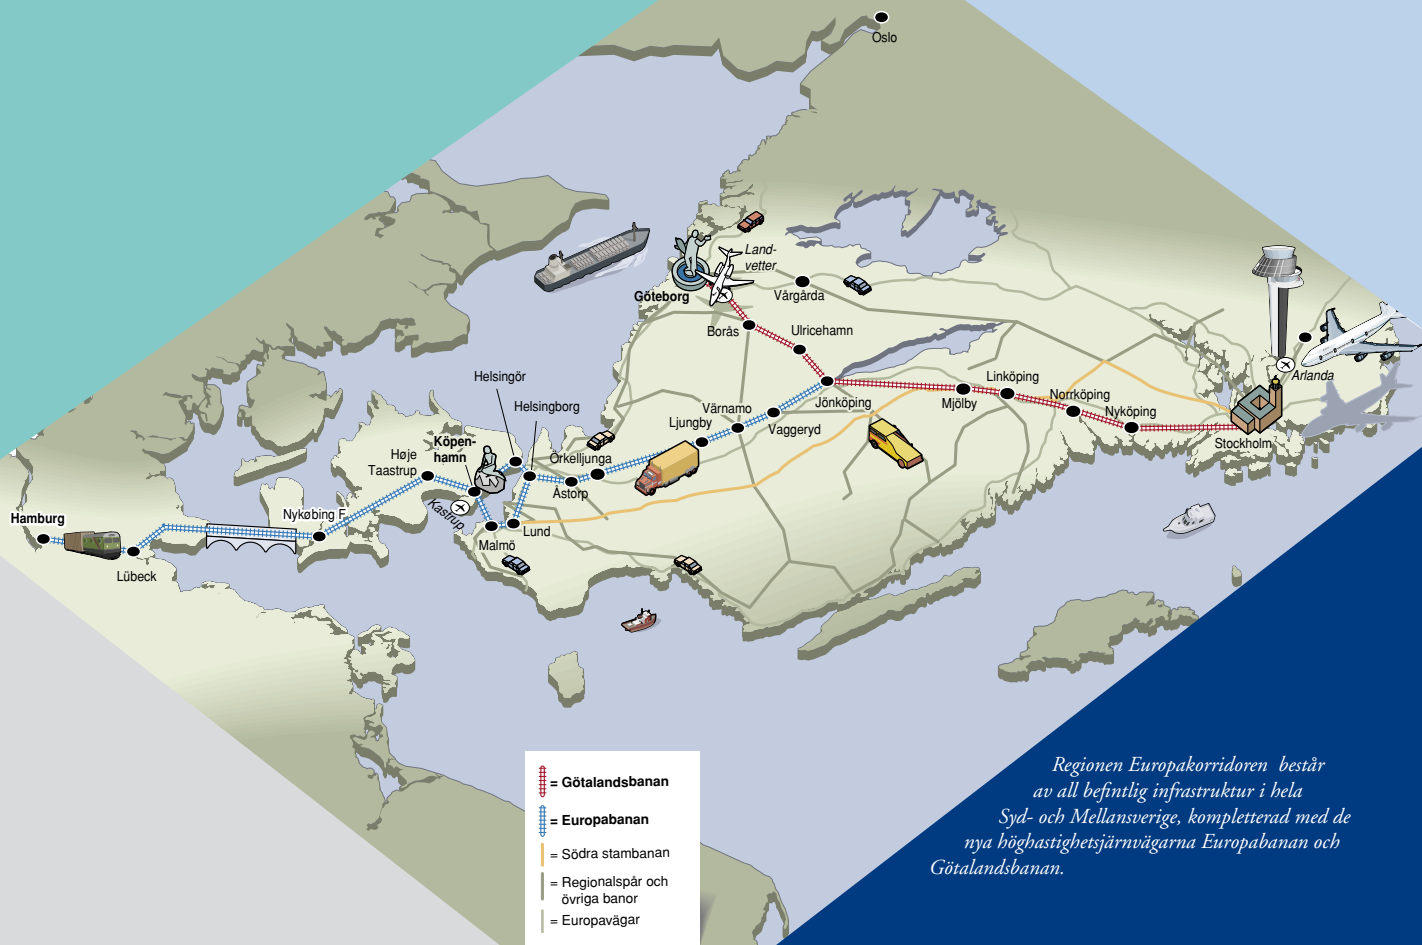 Oslo
Land-
vetter
Göteborg
Vårgårda
Borås
Ulricehamn
Helsingör
Linköping
Arlanda
Helsingborg
Värnamo
Jönköping
Mjölby
Norrköping
Ljungby
Vaggeryd
Nyköping
Stockholm
Köpen-
hamn
Høje
Taastrup
Örkelljunga
Åstorp
Kastrup
Nykøbing F
Hamburg
Lund
Malmö
Lübeck
= Götalandsbanan
= Europabanan
= Södra stambanan
= Regionalspår och
övriga banor
= Europavägar
Regionen Europakorridoren består
av all befintlig infrastruktur i hela
Syd- och Mellansverige, kompletterad med de
nya höghastighetsjärnvägarna Europabanan och
Götalandsbanan.